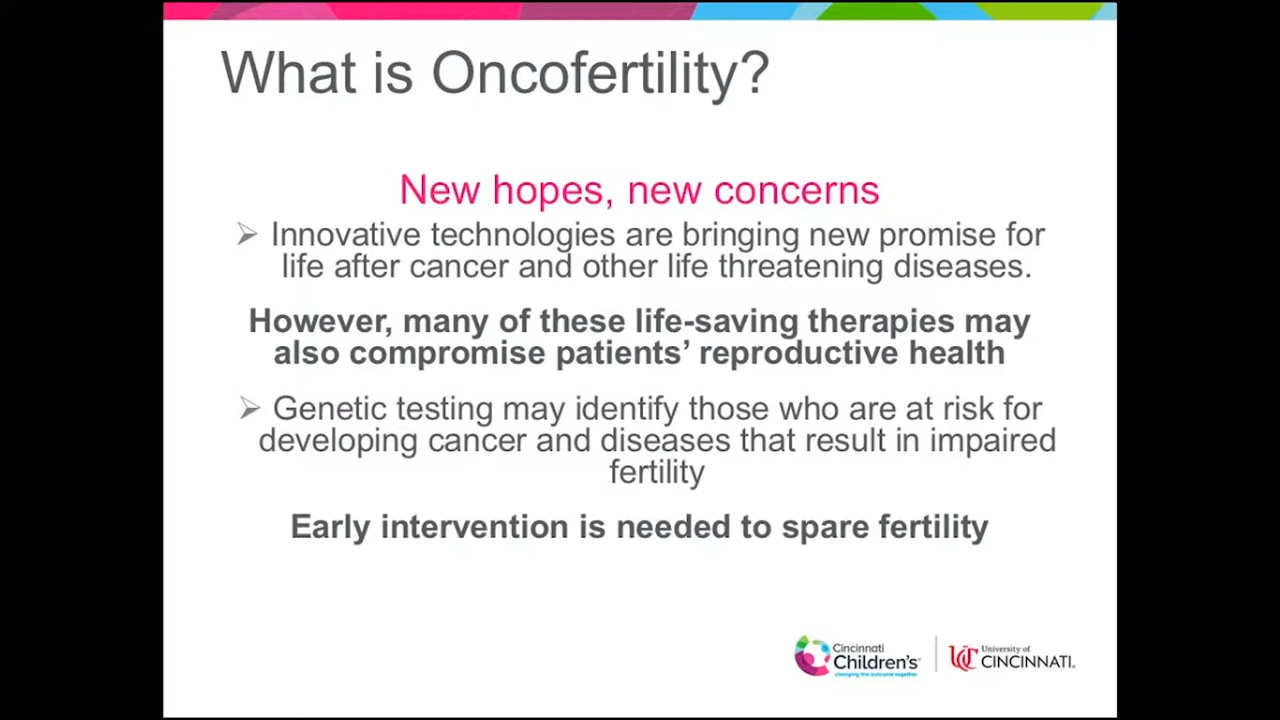 What is Oncofertility?
New hopes, new concerns
➢ Innovative technologies are bringing new promise for
life after cancer and other life threatening diseases.
However, many of these life-saving therapies may
also compromise patients’ reproductive health
➢ Genetic testing may identify those who are at risk for
developing cancer and diseases that result in impaired
fertility
Early intervention is needed to spare fertility
Cincinnati
Children's
changing the outcome together
UC
University of
CINCINNATI